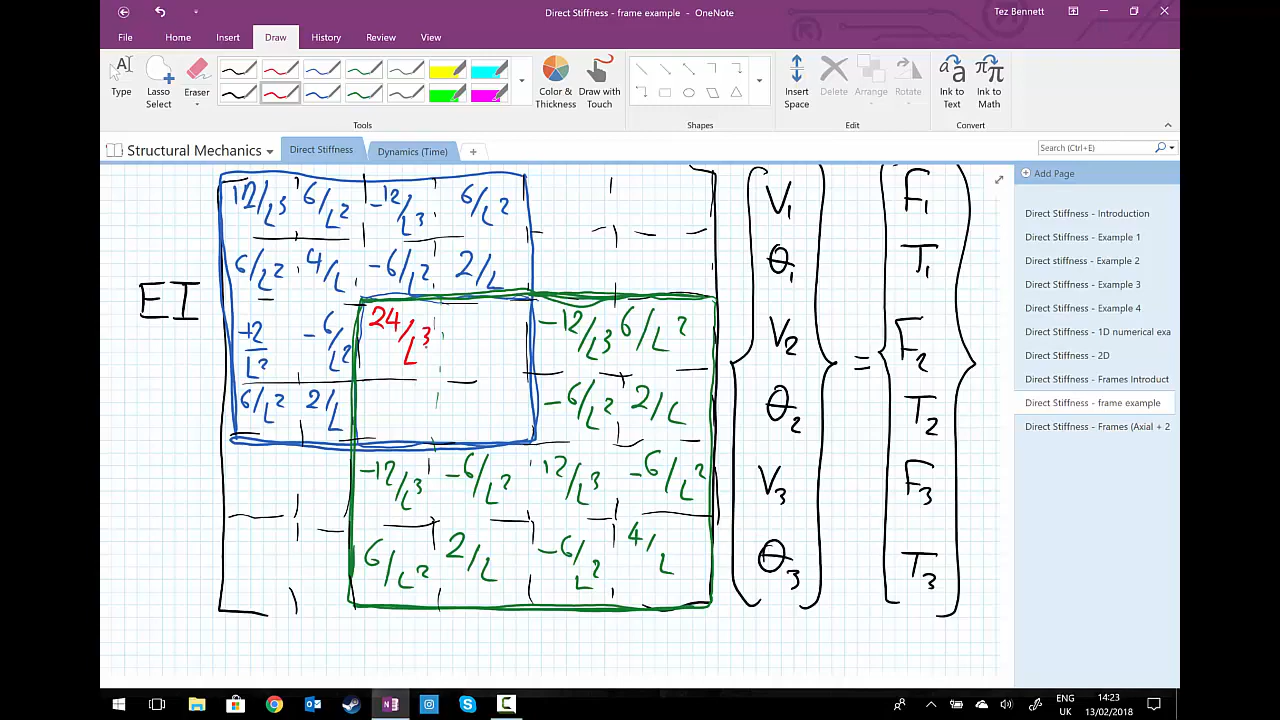 Direct Stiffness - frame example - OneNote
Tez Bennett
File Home Insert Draw History Review View
Type
Lasso Select
Eraser
Color & Thickness
Draw with Touch
Insert Space
Delete
Arrange
Rotate
Ink to Text
Ink to Math
Tools
Shapes
Edit
Convert
Structural Mechanics
Direct Stiffness
Dynamics (Time)
Search (Ctrl+E)
Add Page
Direct Stiffness - Introduction
Direct Stiffness - Example 1
Direct stiffness - Example 2
Direct Stiffness - Example 3
Direct Stiffness - Example 4
Direct Stiffness - 1D numerical exa
Direct Stiffness - 2D
Direct Stiffness - Frames Introduct
Direct Stiffness - frame example
Direct Stiffness - Frames (Axial + 2
12/L³ 6/L² -12/L³ 6/L² V₁ F₁
6/L² 4/L -6/L² 2/L θ₁ T₁
EI
-12/L² -6/L² 24/L³ -12/L³ 6/L² V₂ = F₂
6/L² 2/L -6/L² 2/L θ₂ T₂
-12/L³ -6/L² 12/L³ -6/L² V₃ F₃
6/L² 2/L -6/L² 4/L θ₃ T₃
ENG
UK
14:23
13/02/2018